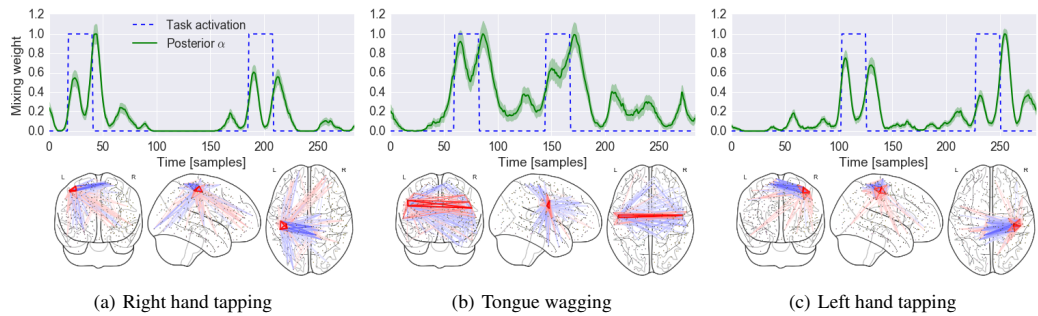 Mixing weight
1.2
1.0
0.8
0.6
0.4
0.2
0.0
Task activation
Posterior α
0 50 100 150 200 250
Time [samples]
L R
L R
(a) Right hand tapping
1.2
1.0
0.8
0.6
0.4
0.2
0.0
0 50 100 150 200 250
Time [samples]
L R
L R
(b) Tongue wagging
1.2
1.0
0.8
0.6
0.4
0.2
0.0
0 50 100 150 200 250
Time [samples]
L R
L R
(c) Left hand tapping